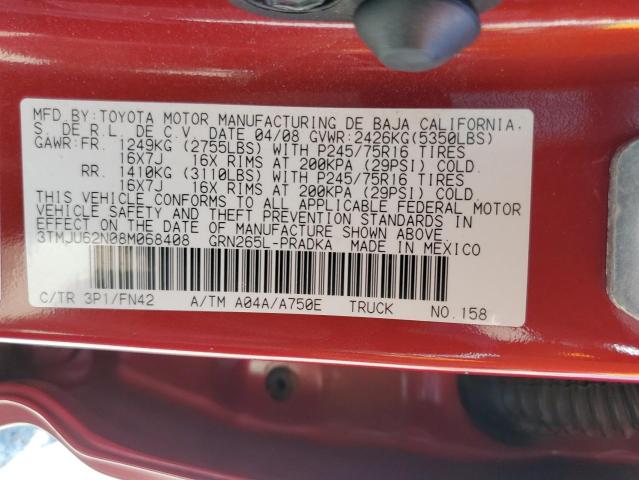 MFD.BY:TOYOTA MOTOR MANUFACTURING DE BAJA CALIFORNIA.
S. DE R.L. DE C.V. DATE 04/08 GVWR:2426KG(5350LBS)
GAWR:FR. 1249KG (2755LBS) WITH P245/75R16 TIRES
16X7J 16X RIMS AT 200KPA (29PSI) COLD.
RR. 1410KG (3110LBS) WITH P245/75R16 TIRES
16X7J 16X RIMS AT 200KPA (29PSI) COLD.
THIS VEHICLE CONFORMS TO ALL APPLICABLE FEDERAL MOTOR
VEHICLE SAFETY AND THEFT PREVENTION STANDARDS IN
EFFECT ON THE DATE OF MANUFACTURE SHOWN ABOVE
3TMJU62N08M068408 GRN265L-PRADKA MADE IN MEXICO
C/TR 3P1/FN42 A/TM A04A/A750E TRUCK NO.158